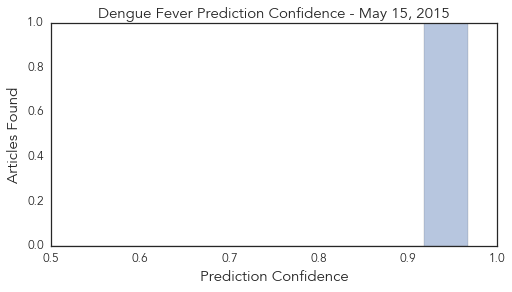 Dengue Fever Prediction Confidence - May 15, 2015
1.0
0.8
0.6
0.4
0.2
0.0
Articles Found
0.5 0.6 0.7 0.8 0.9 1.0
Prediction Confidence